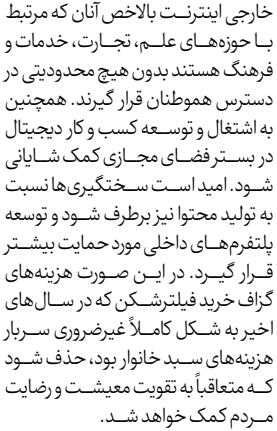 خارجی اینترنت بالاخص آنان که مرتبط
با حوزه‌های علم، تجارت، خدمات و
فرهنگ هستند بدون هیچ محدودیتی در
دسترس هموطنان قرار گیرند. همچنین
به اشتغال و توسعه کسب و کار دیجیتال
در بستر فضای مجازی کمک شایانی
شود. امید است سختگیری‌ها نسبت
به تولید محتوا نیز برطرف شود و توسعه
پلتفرم‌های داخلی مورد حمایت بیشتر
قرار گیرد. در این صورت هزینه‌های
گزاف خرید فیلترشکن که در سال‌های
اخیر به شکل کاملاً غیرضروری سربار
هزینه‌های سبد خانوار بود، حذف شود
که متعاقباً به تقویت معیشت و رضایت
مردم کمک خواهد شد.